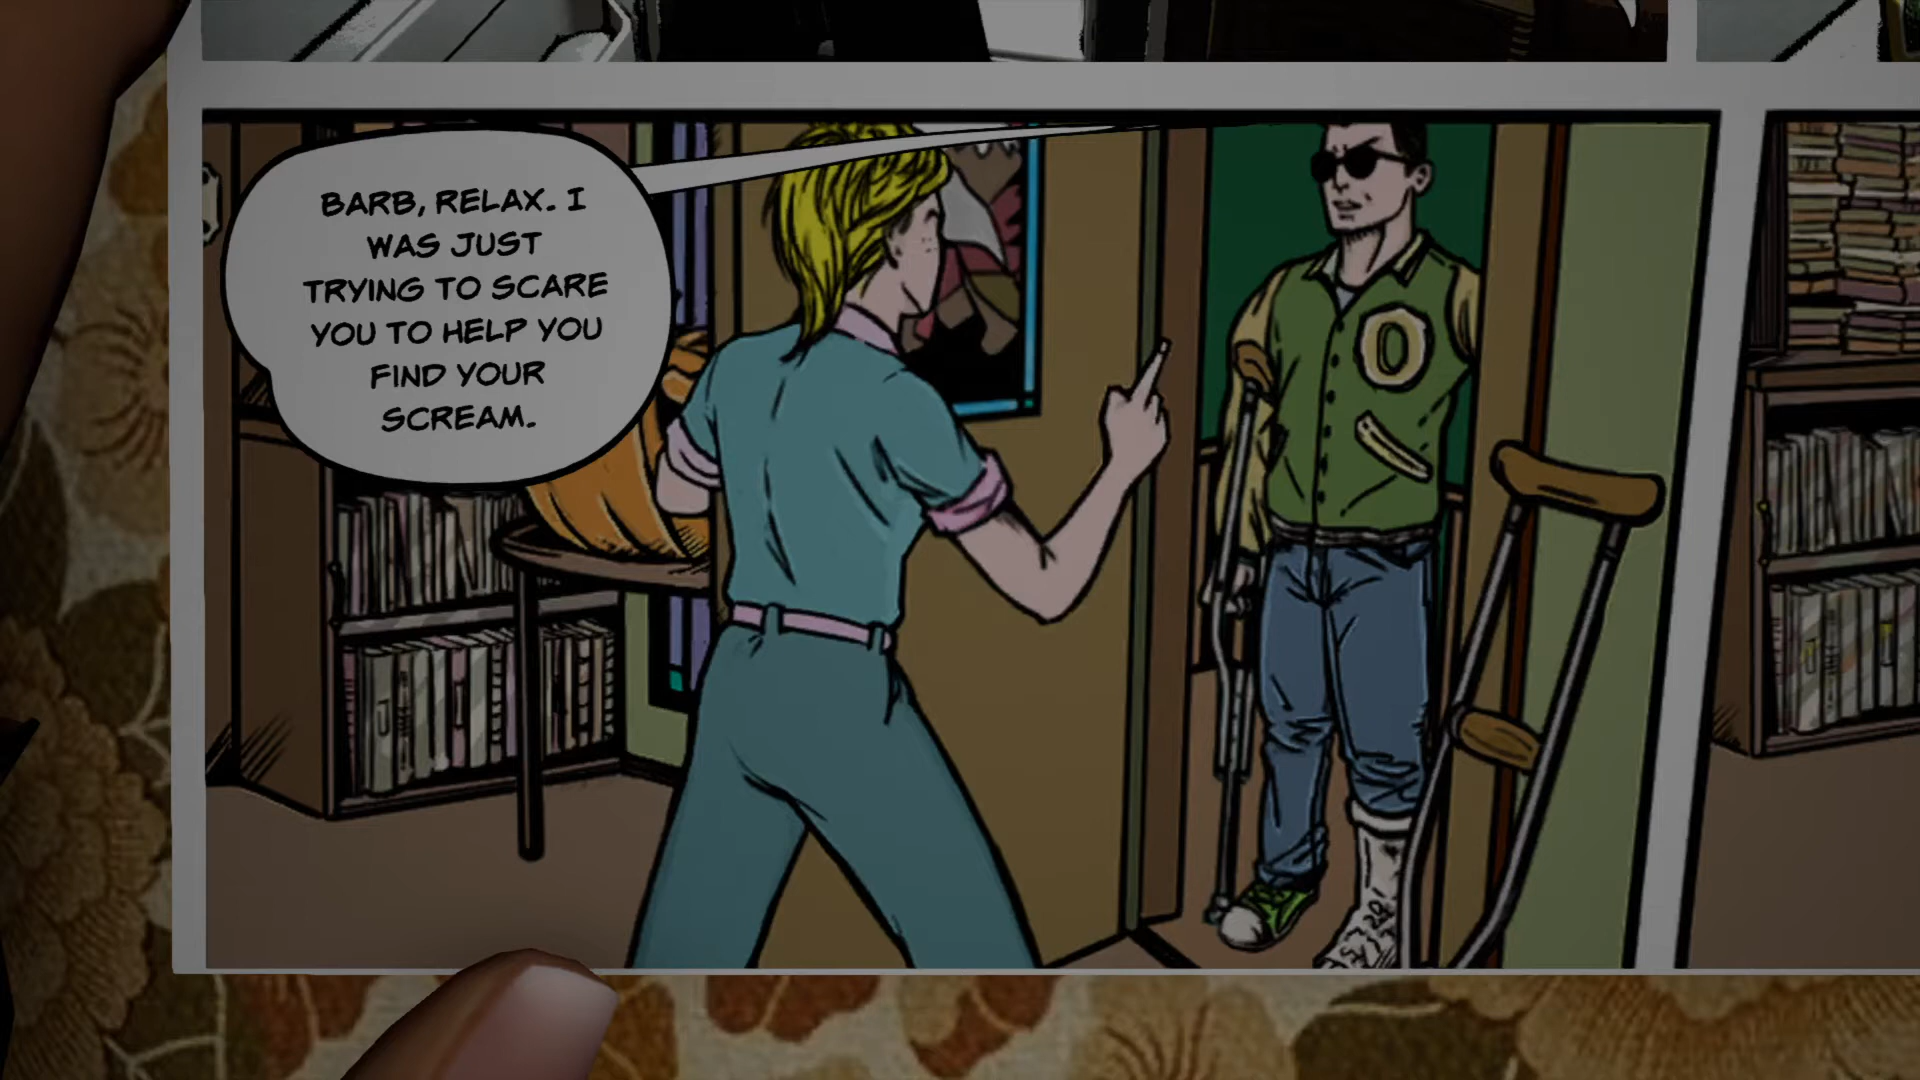 BARB, RELAX. I
WAS JUST
TRYING TO SCARE
YOU TO HELP YOU
FIND YOUR
SCREAM.
O